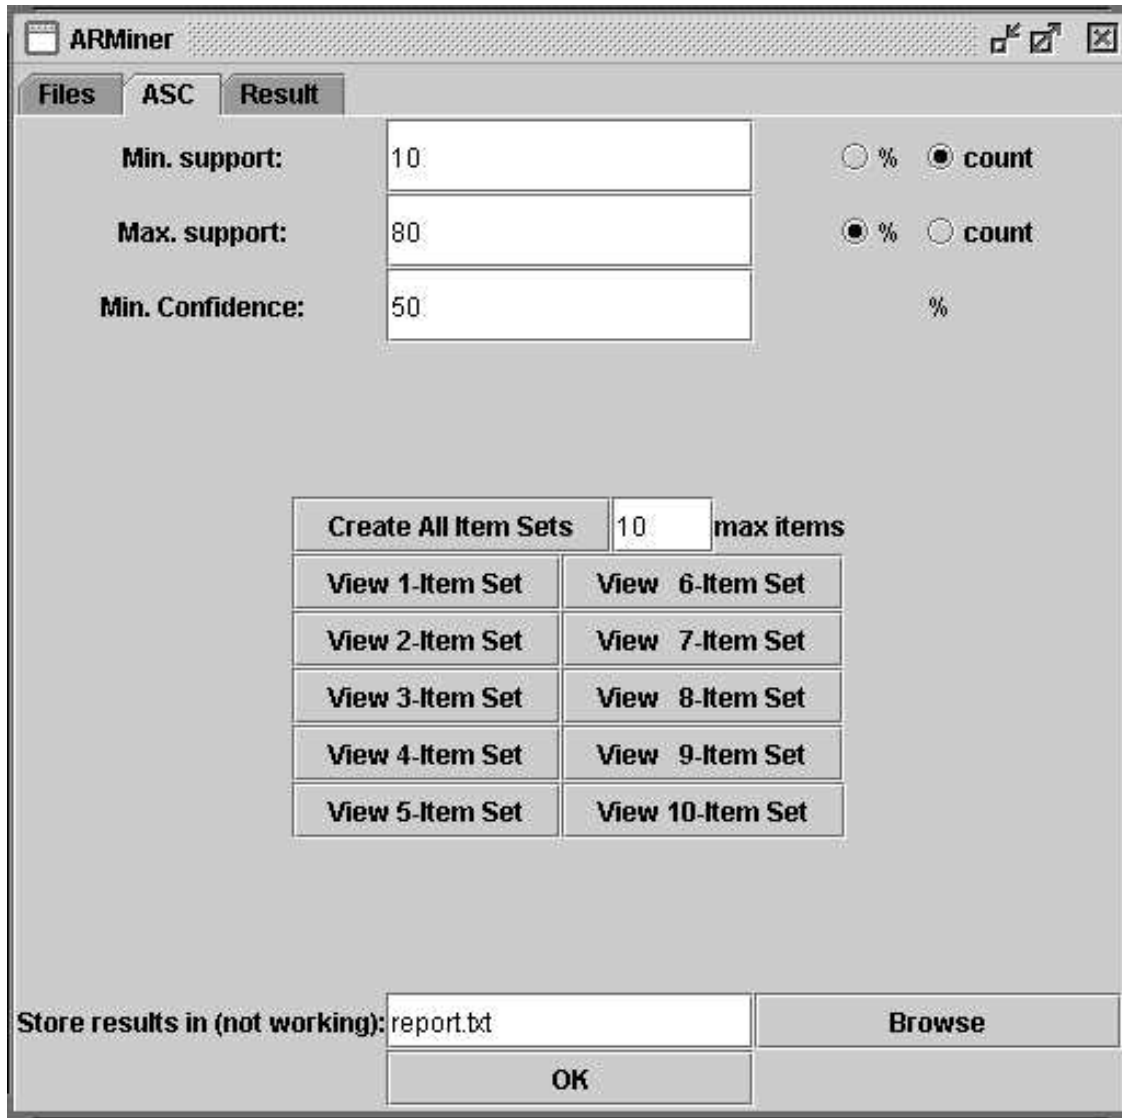 ARMiner
Files ASC Result
Min. support: 10 % count
Max. support: 80 % count
Min. Confidence: 50 %
Create All Item Sets 10 max items
View 1-Item Set View 6-Item Set
View 2-Item Set View 7-Item Set
View 3-Item Set View 8-Item Set
View 4-Item Set View 9-Item Set
View 5-Item Set View 10-Item Set
Store results in (not working): report.txt Browse
OK